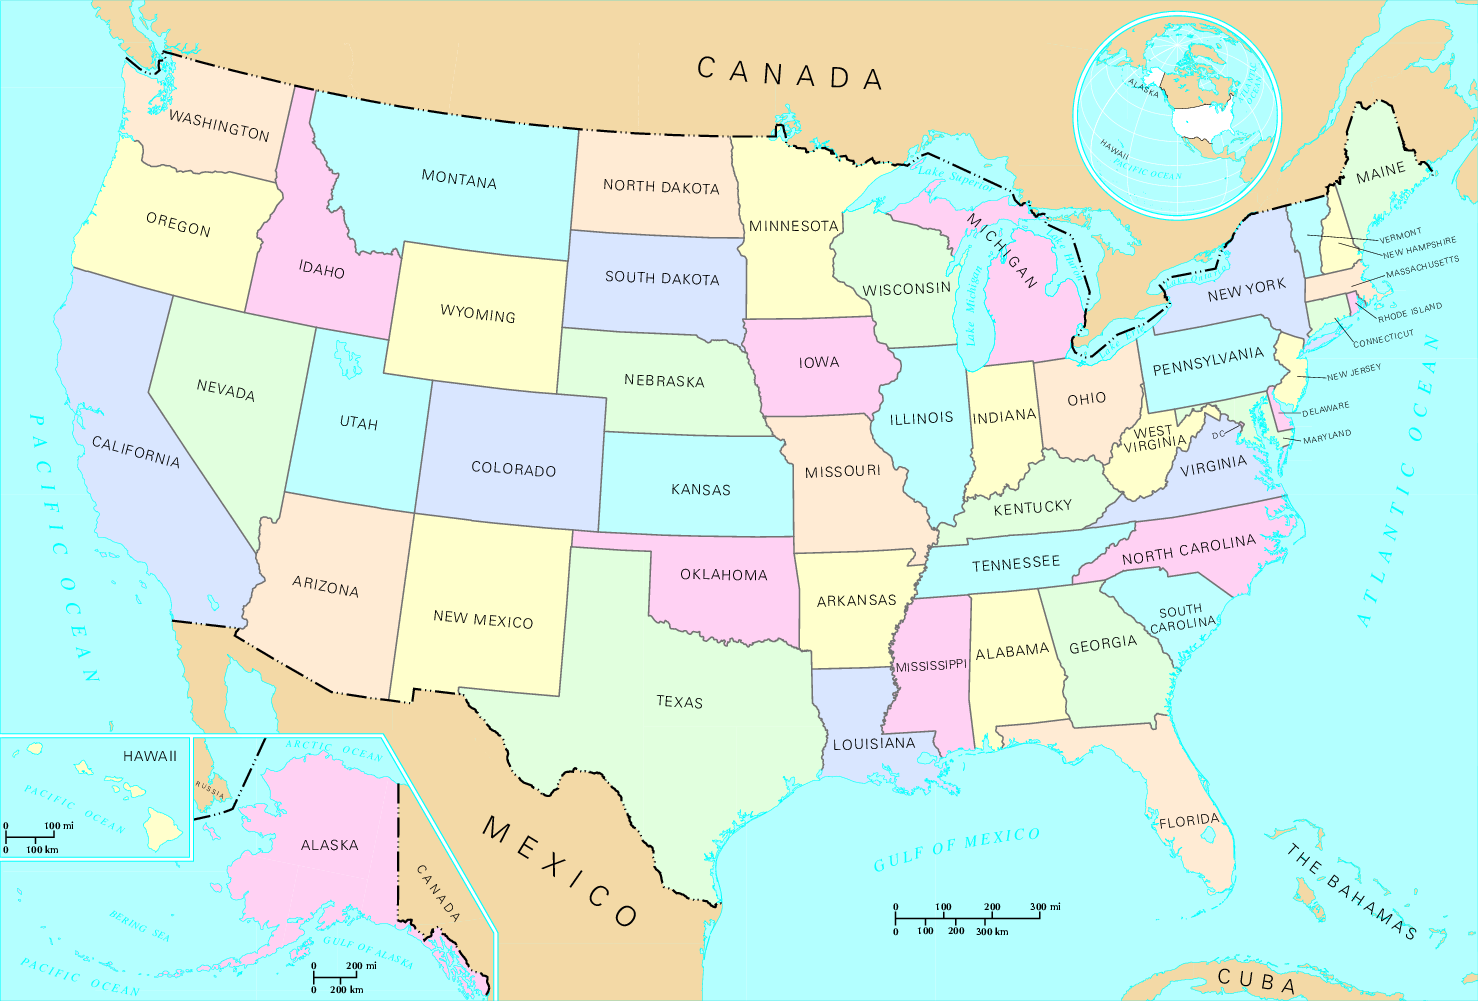 CANADA
ALASKA
ATLANTIC OCEAN
HAWAII
PACIFIC OCEAN
WASHINGTON
OREGON
IDAHO
MONTANA
NORTH DAKOTA
MINNESOTA
Lake Superior
MICHIGAN
Lake Huron
Lake Michigan
WISCONSIN
SOUTH DAKOTA
WYOMING
MAINE
VERMONT
NEW HAMPSHIRE
MASSACHUSETTS
RHODE ISLAND
CONNECTICUT
NEW YORK
Lake Ontario
PENNSYLVANIA
NEW JERSEY
DELAWARE
MARYLAND
DC
NEVADA
UTAH
CALIFORNIA
COLORADO
NEBRASKA
IOWA
ILLINOIS
INDIANA
OHIO
WEST
VIRGINIA
VIRGINIA
KANSAS
MISSOURI
KENTUCKY
TENNESSEE
NORTH CAROLINA
SOUTH
CAROLINA
ARIZONA
NEW MEXICO
OKLAHOMA
ARKANSAS
MISSISSIPPI
ALABAMA
GEORGIA
TEXAS
LOUISIANA
FLORIDA
PACIFIC OCEAN
ATLANTIC OCEAN
GULF OF MEXICO
MEXICO
THE BAHAMAS
CUBA
0 100 200 300 mi
0 100 200 300 km
HAWAII
PACIFIC OCEAN
0 100 mi
0 100 km
ARCTIC OCEAN
RUSSIA
ALASKA
CANADA
BERING SEA
GULF OF ALASKA
PACIFIC OCEAN
0 200 mi
0 200 km